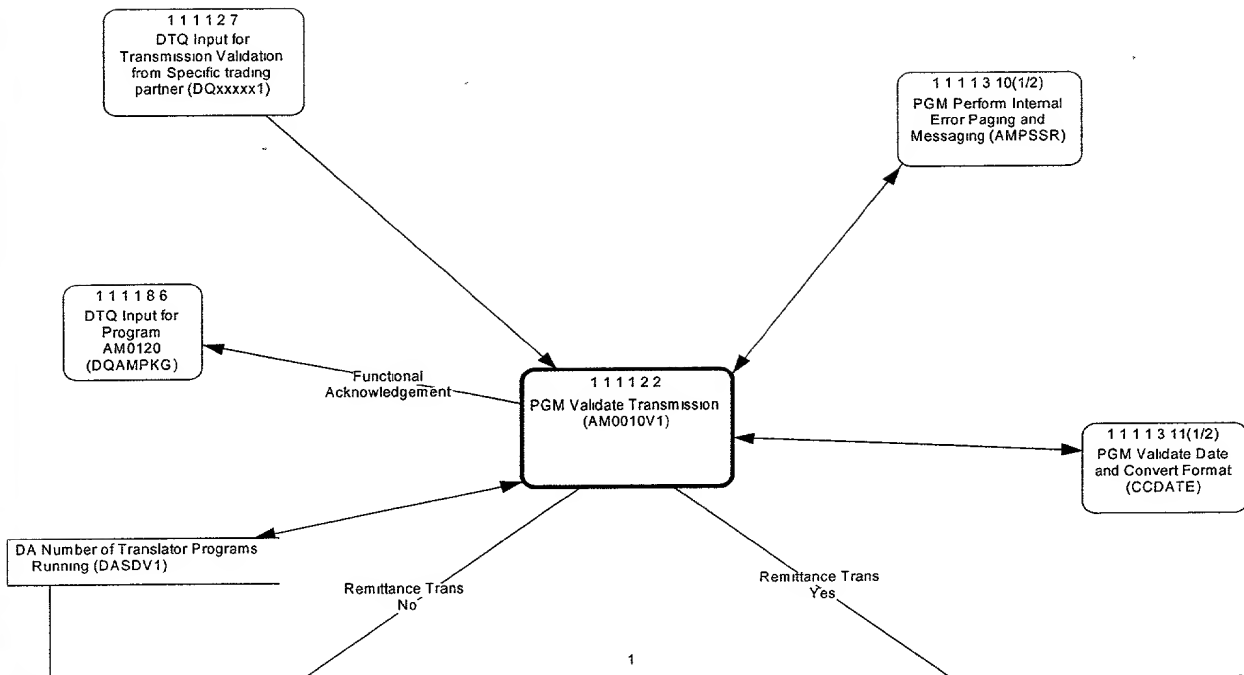 1 1 1 1 2 7
DTQ Input for
Transmission Validation
from Specific trading
partner (DQxxxxx1)
1 1 1 1 3 10(1/2)
PGM Perform Internal
Error Paging and
Messaging (AMPSSR)
1 1 1 1 8 6
DTQ Input for
Program
AM0120
(DQAMPKG)
Functional
Acknowledgement
1 1 1 1 2 2
PGM Validate Transmission
(AM0010V1)
1 1 1 1 3 11(1/2)
PGM Validate Date
and Convert Format
(CCDATE)
DA Number of Translator Programs
Running (DASDV1)
Remittance Trans
No
Remittance Trans
Yes
1